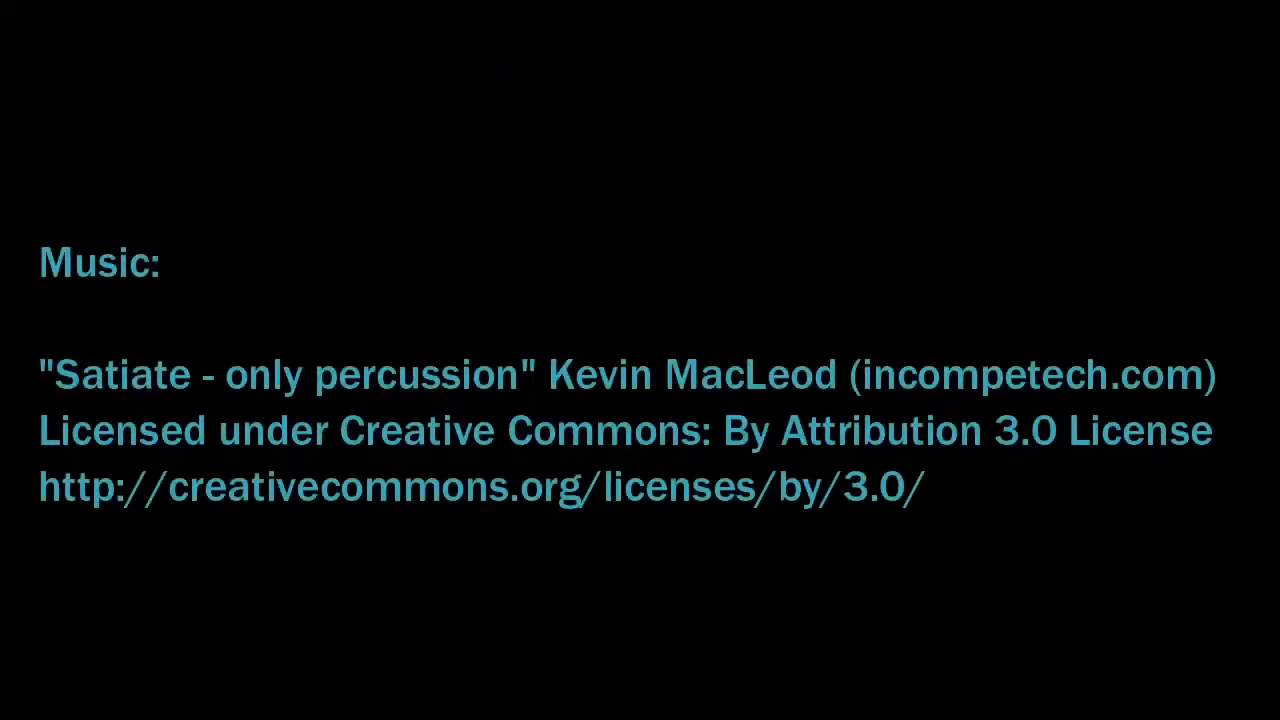 Music:
"Satiate - only percussion" Kevin MacLeod (incompetech.com)
Licensed under Creative Commons: By Attribution 3.0 License
http://creativecommons.org/licenses/by/3.0/